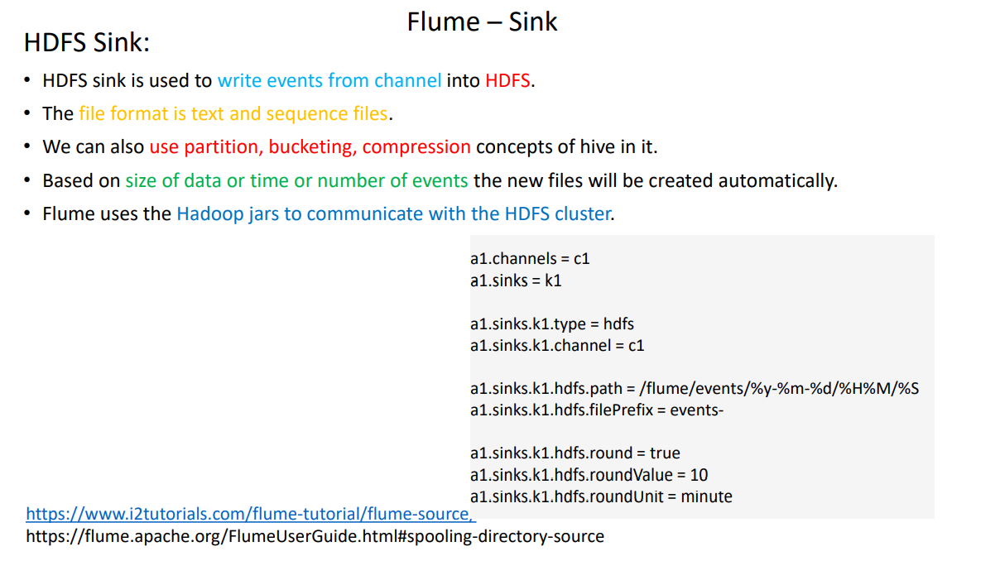 Flume – Sink
HDFS Sink:
• HDFS sink is used to write events from channel into HDFS.
• The file format is text and sequence files.
• We can also use partition, bucketing, compression concepts of hive in it.
• Based on size of data or time or number of events the new files will be created automatically.
• Flume uses the Hadoop jars to communicate with the HDFS cluster.
a1.channels = c1
a1.sinks = k1
a1.sinks.k1.type = hdfs
a1.sinks.k1.channel = c1
a1.sinks.k1.hdfs.path = /flume/events/%y-%m-%d/%H%M/%S
a1.sinks.k1.hdfs.filePrefix = events-
a1.sinks.k1.hdfs.round = true
a1.sinks.k1.hdfs.roundValue = 10
a1.sinks.k1.hdfs.roundUnit = minute
https://www.i2tutorials.com/flume-tutorial/flume-source,
https://flume.apache.org/FlumeUserGuide.html#spooling-directory-source